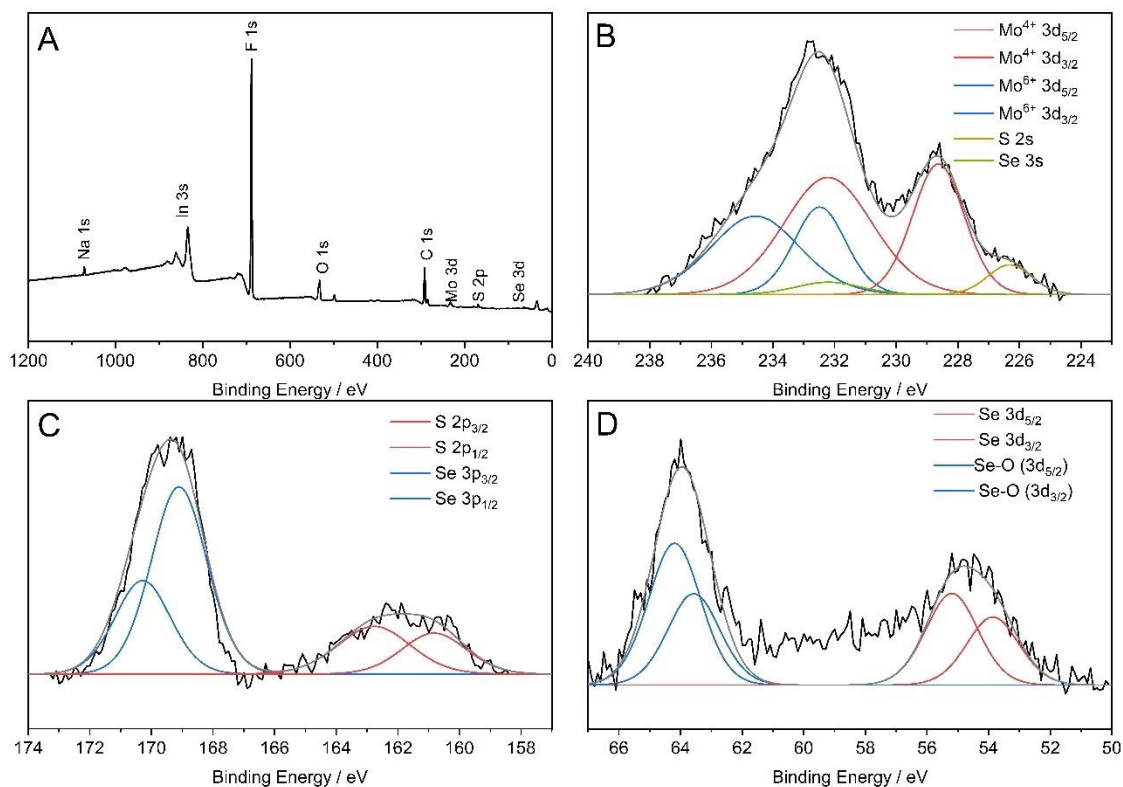 A
Na 1s
In 3s
F 1s
O 1s
C 1s
Mo 3d
S 2p
Se 3d
1200 1000 800 600 400 200 0
Binding Energy / eV
B
Mo⁴⁺ 3d₅/₂
Mo⁴⁺ 3d₃/₂
Mo⁶⁺ 3d₅/₂
Mo⁶⁺ 3d₃/₂
S 2s
Se 3s
240 238 236 234 232 230 228 226 224
Binding Energy / eV
C
S 2p₃/₂
S 2p₁/₂
Se 3p₃/₂
Se 3p₁/₂
174 172 170 168 166 164 162 160 158
Binding Energy / eV
D
Se 3d₅/₂
Se 3d₃/₂
Se-O (3d₅/₂)
Se-O (3d₃/₂)
66 64 62 60 58 56 54 52 50
Binding Energy / eV